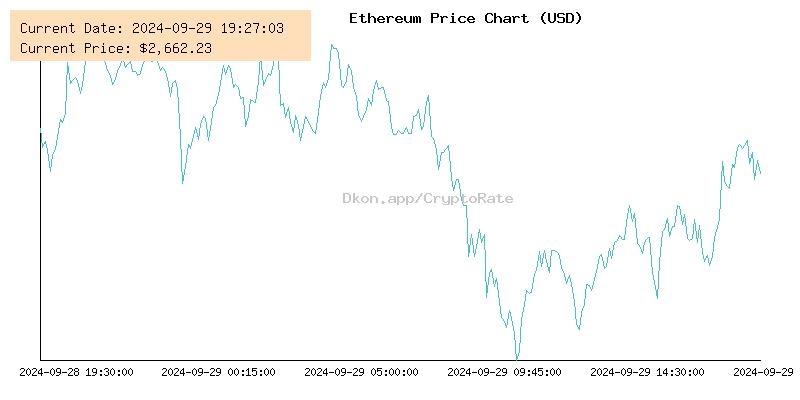 Ethereum Price Chart (USD)
Current Date: 2024-09-29 19:27:03
Current Price: $2,662.23
Dkon.app/CryptoRate
2024-09-28 19:30:00
2024-09-29 00:15:00
2024-09-29 05:00:00
2024-09-29 09:45:00
2024-09-29 14:30:00
2024-09-29